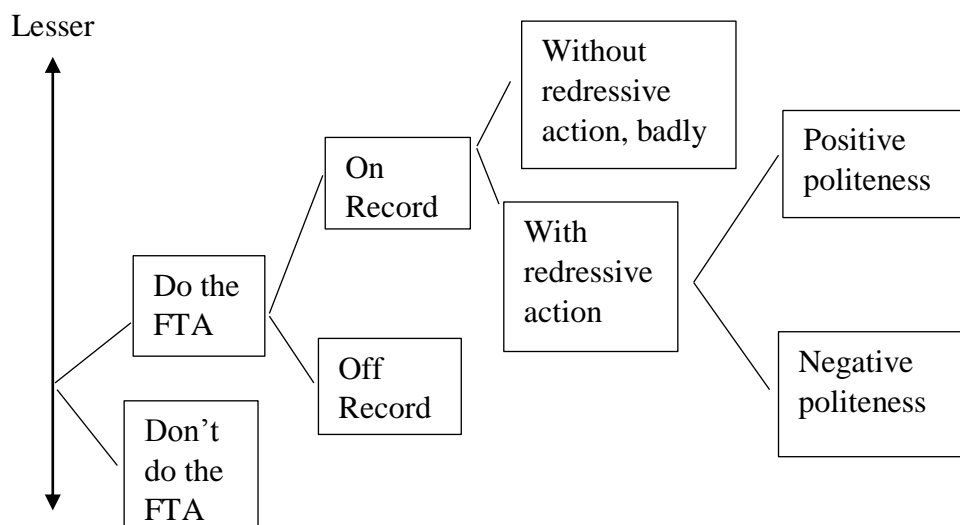 Lesser
Without
redressive
action, badly
Positive
politeness
On
Record
With
redressive
action
Do the
FTA
Off
Record
Negative
politeness
Don’t
do the
FTA